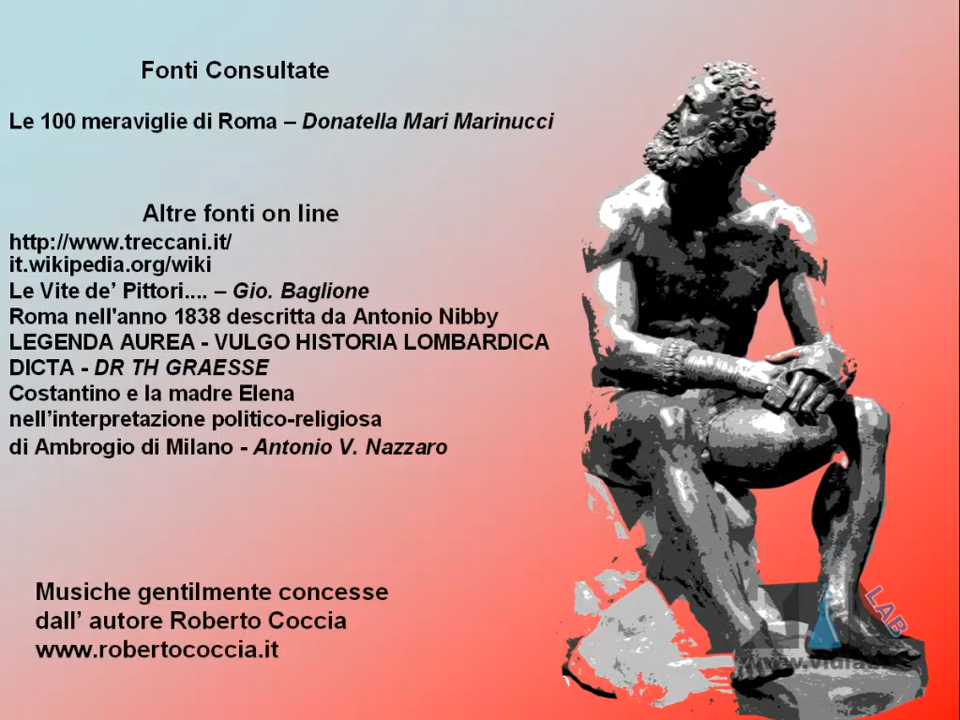 Fonti Consultate
Le 100 meraviglie di Roma – Donatella Mari Marinucci
Altre fonti on line
http://www.treccani.it/
it.wikipedia.org/wiki
Le Vite de’ Pittori.... – Gio. Baglione
Roma nell'anno 1838 descritta da Antonio Nibby
LEGENDA AUREA - VULGO HISTORIA LOMBARDICA
DICTA - DR TH GRAESSE
Costantino e la madre Elena
nell’interpretazione politico-religiosa
di Ambrogio di Milano - Antonio V. Nazzaro
Musiche gentilmente concesse
dall’ autore Roberto Coccia
www.robertococcia.it
LAB